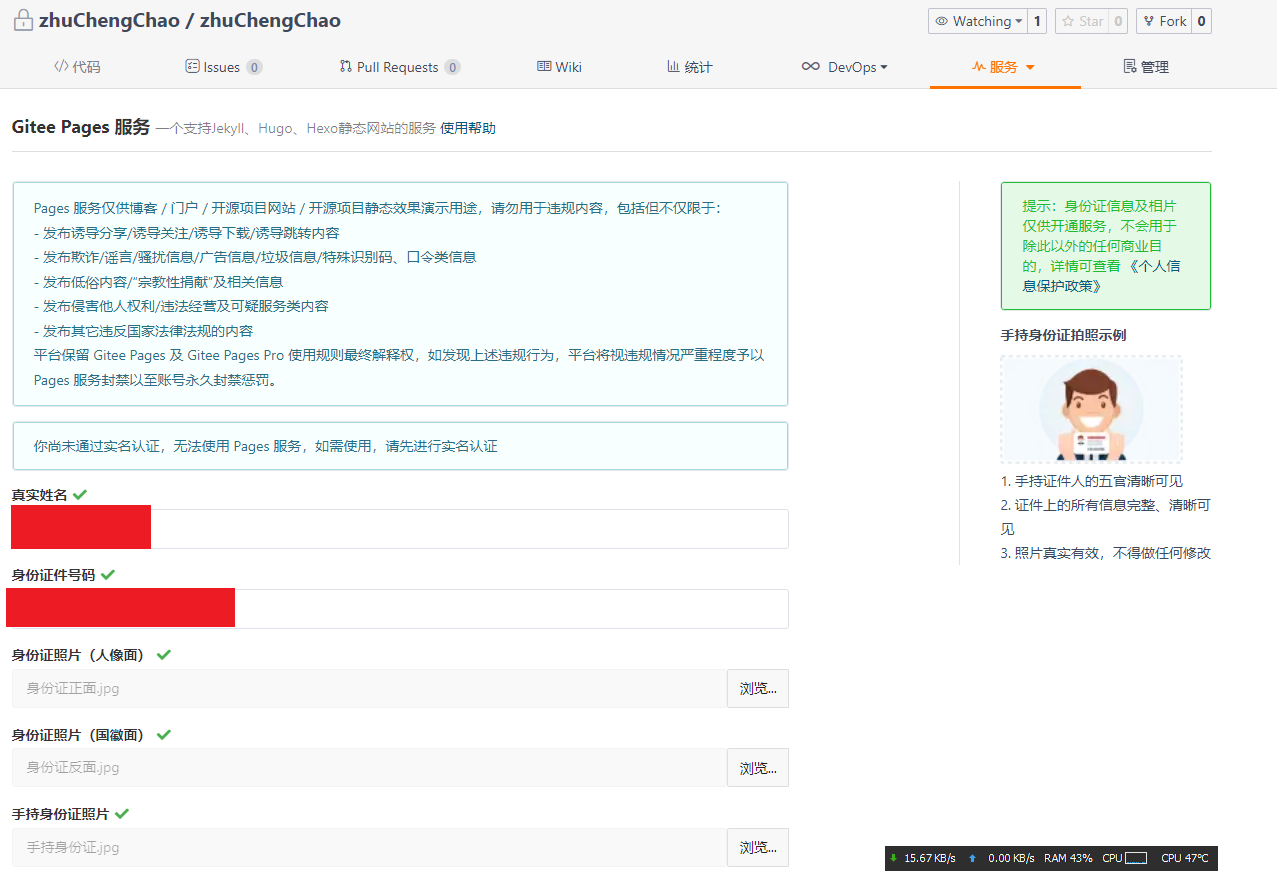 zhuChengChao / zhuChengChao
Watching 1 Star 0 Fork 0
代码 Issues 0 Pull Requests 0 Wiki 统计 DevOps 服务 管理
Gitee Pages 服务 —个支持Jekyll、Hugo、Hexo静态网站的服务 使用帮助
Pages 服务仅供博客 / 门户 / 开源项目网站 / 开源项目静态效果演示用途，请勿用于违规内容，包括但不仅限于：
- 发布诱导分享/诱导关注/诱导下载/诱导跳转内容
- 发布欺诈/谣言/骚扰信息/广告信息/垃圾信息/特殊识别码、口令类信息
- 发布低俗内容/“宗教性捐献”及相关信息
- 发布侵害他人权利/违法经营及可疑服务类内容
- 发布其它违反国家法律法规的内容
平台保留 Gitee Pages 及 Gitee Pages Pro 使用规则最终解释权，如发现上述违规行为，平台将视违规情况严重程度予以
Pages 服务封禁以至账号永久封禁惩罚。
你尚未通过实名认证，无法使用 Pages 服务，如需使用，请先进行实名认证
真实姓名
身份证件号码
身份证照片（人像面）
身份证正面.jpg 浏览...
身份证照片（国徽面）
身份证反面.jpg 浏览...
手持身份证照片
手持身份证.jpg 浏览...
提示：身份证信息及相片
仅供开通服务，不会用于
除此以外的任何商业目
的，详情可查看 《个人信
息保护政策》
手持身份证拍照示例
1. 手持证件人的五官清晰可见
2. 证件上的所有信息完整、清晰可
见
3. 照片真实有效，不得做任何修改
15.67 KB/s 0.00 KB/s RAM 43% CPU CPU 47°C